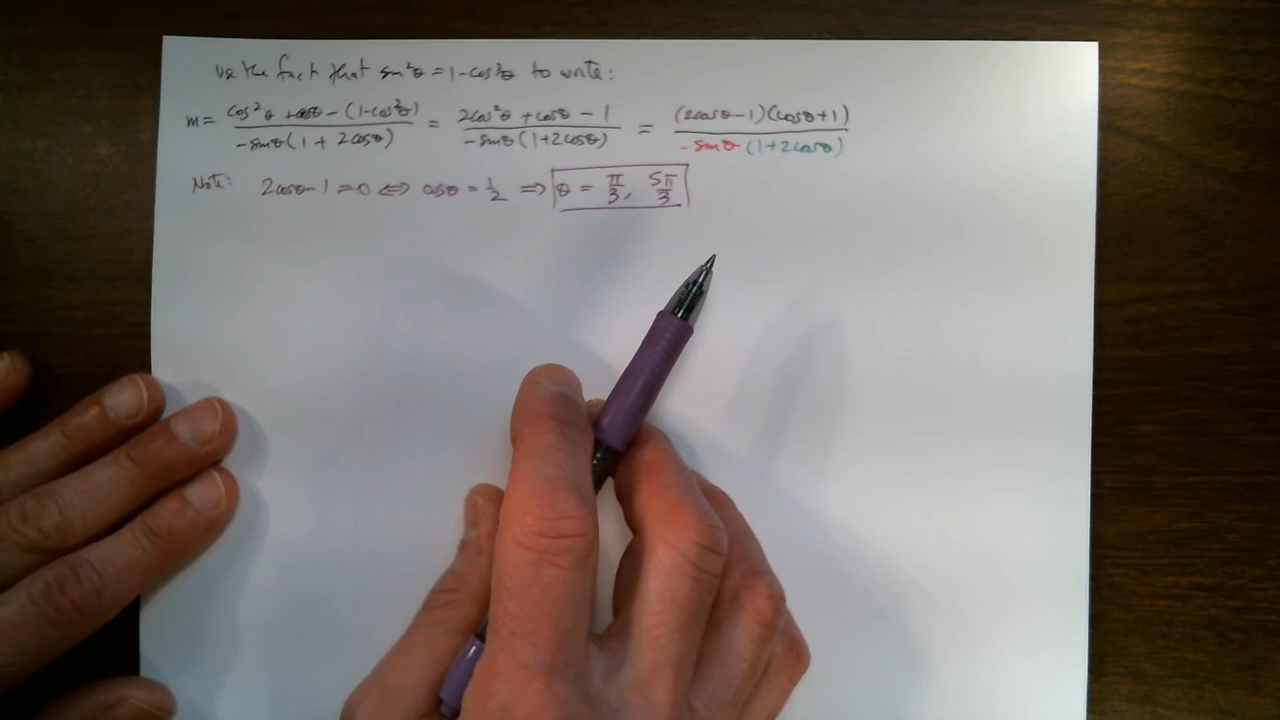 use the fact that sin²θ = 1-cos²θ to write:
m = (cos²θ + cosθ - (1-cos²θ))/(-sinθ(1 + 2cosθ)) = (2cos²θ + cosθ - 1)/(-sinθ(1+2cosθ)) = ((2cosθ-1)(cosθ+1))/(-sinθ (1+2cosθ))
Note: 2cosθ-1=0 ⟺ cosθ = 1/2 ⟹ θ = π/3, 5π/3